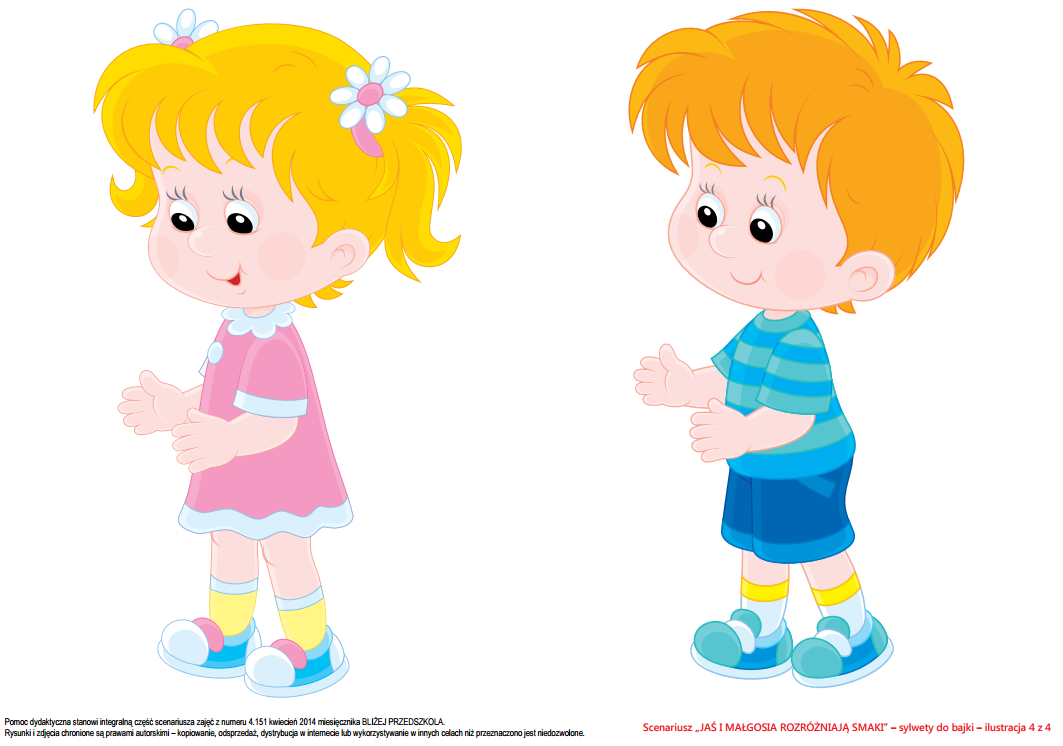 Pomoc dydaktyczna stanowi integralną część scenariusza zajęć z numeru 4.151 kwiecień 2014 miesięcznika BLIŻEJ PRZEDSZKOLA.
Rysunki i zdjęcia chronione są prawami autorskimi – kopiowanie, odsprzedaż, dystrybucja w internecie lub wykorzystywanie w innych celach niż przeznaczono jest niedozwolone.
Scenariusz „JAŚ I MAŁGOSIA ROZRÓŻNIAJĄ SMAKI” – sylwety do bajki – ilustracja 4 z 4